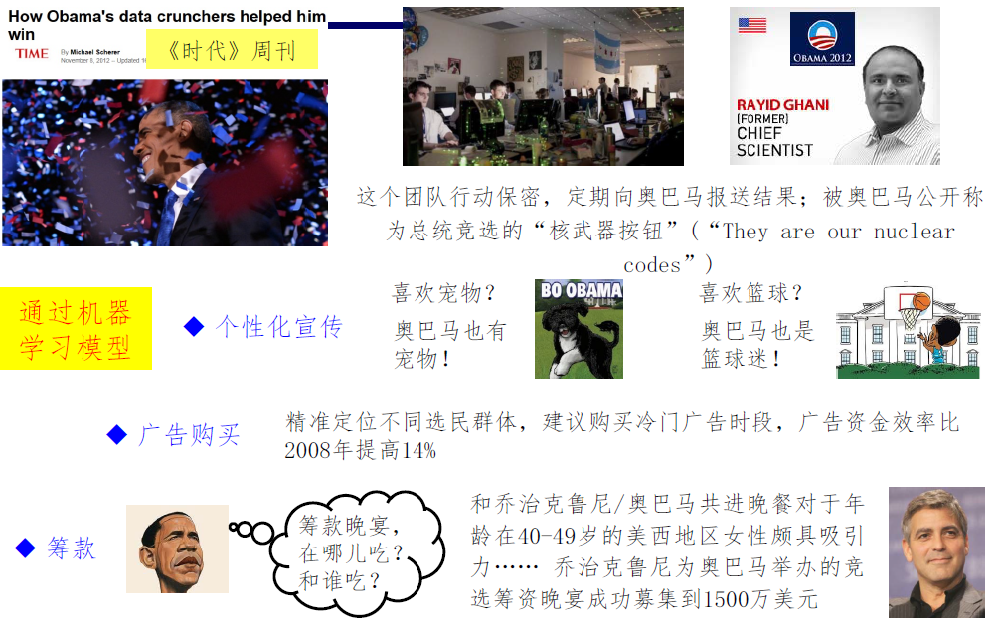 How Obama's data crunchers helped him
win
TIME
By Michael Scherer
November 8, 2012 – Updated
《时代》周刊
OBAMA 2012
RAYID GHANI
(FORMER)
CHIEF
SCIENTIST
这个团队行动保密，定期向奥巴马报送结果；被奥巴马公开称
为总统竞选的“核武器按钮”(“They are our nuclear
codes”)
通过机器
学习模型
◆ 个性化宣传
喜欢宠物？
奥巴马也有
宠物！
BO OBAMA
喜欢篮球？
奥巴马也是
篮球迷！
◆ 广告购买
精准定位不同选民群体，建议购买冷门广告时段，广告资金效率比
2008年提高14%
◆ 筹款
筹款晚宴，
在哪儿吃？
和谁吃？
和乔治克鲁尼/奥巴马共进晚餐对于年
龄在40-49岁的美西地区女性颇具吸引
力…… 乔治克鲁尼为奥巴马举办的竞
选筹资晚宴成功募集到1500万美元